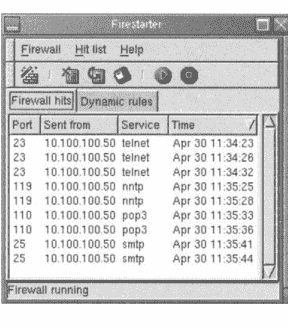 Firestarter
Firewall Hit list Help
Firewall hits Dynamic rules
Port Sent from Service Time
23 10.100.100.50 telnet Apr 30 11:34:23
23 10.100.100.50 telnet Apr 30 11:34:26
23 10.100.100.50 telnet Apr 30 11:34:32
119 10.100.100.50 nntp Apr 30 11:35:25
119 10.100.100.50 nntp Apr 30 11:35:28
110 10.100.100.50 pop3 Apr 30 11:35:33
110 10.100.100.50 pop3 Apr 30 11:35:36
25 10.100.100.50 smtp Apr 30 11:35:41
25 10.100.100.50 smtp Apr 30 11:35:44
Firewall running